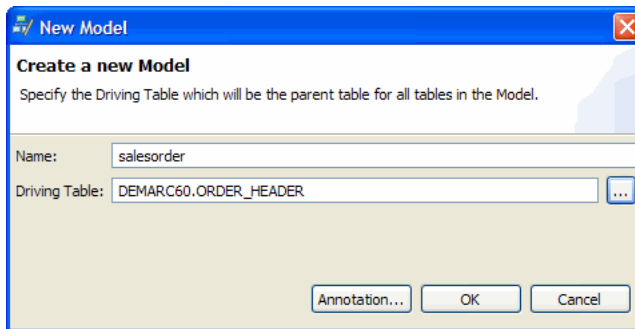 New Model
Create a new Model
Specify the Driving Table which will be the parent table for all tables in the Model.
Name: salesorder
Driving Table: DEMARC60.ORDER_HEADER ...
Annotation... OK Cancel